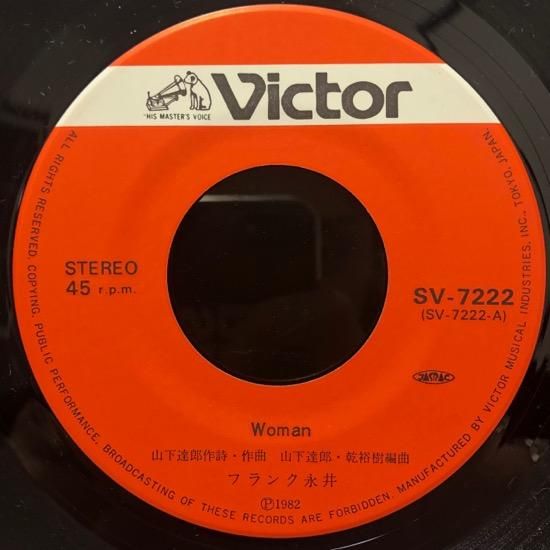 Victor
"HIS MASTER'S VOICE"
STEREO
45 r.p.m.
SV-7222
(SV-7222-A)
JASRAC
Woman
山下達郎作詩・作曲 山下達郎・乾裕樹編曲
フランク永井
Ⓟ1982
ALL RIGHTS RESERVED. COPYING, PUBLIC PERFORMANCE, BROADCASTING OF THESE RECORDS ARE FORBIDDEN. MANUFACTURED BY VICTOR MUSICAL INDUSTRIES, INC., TOKYO, JAPAN.